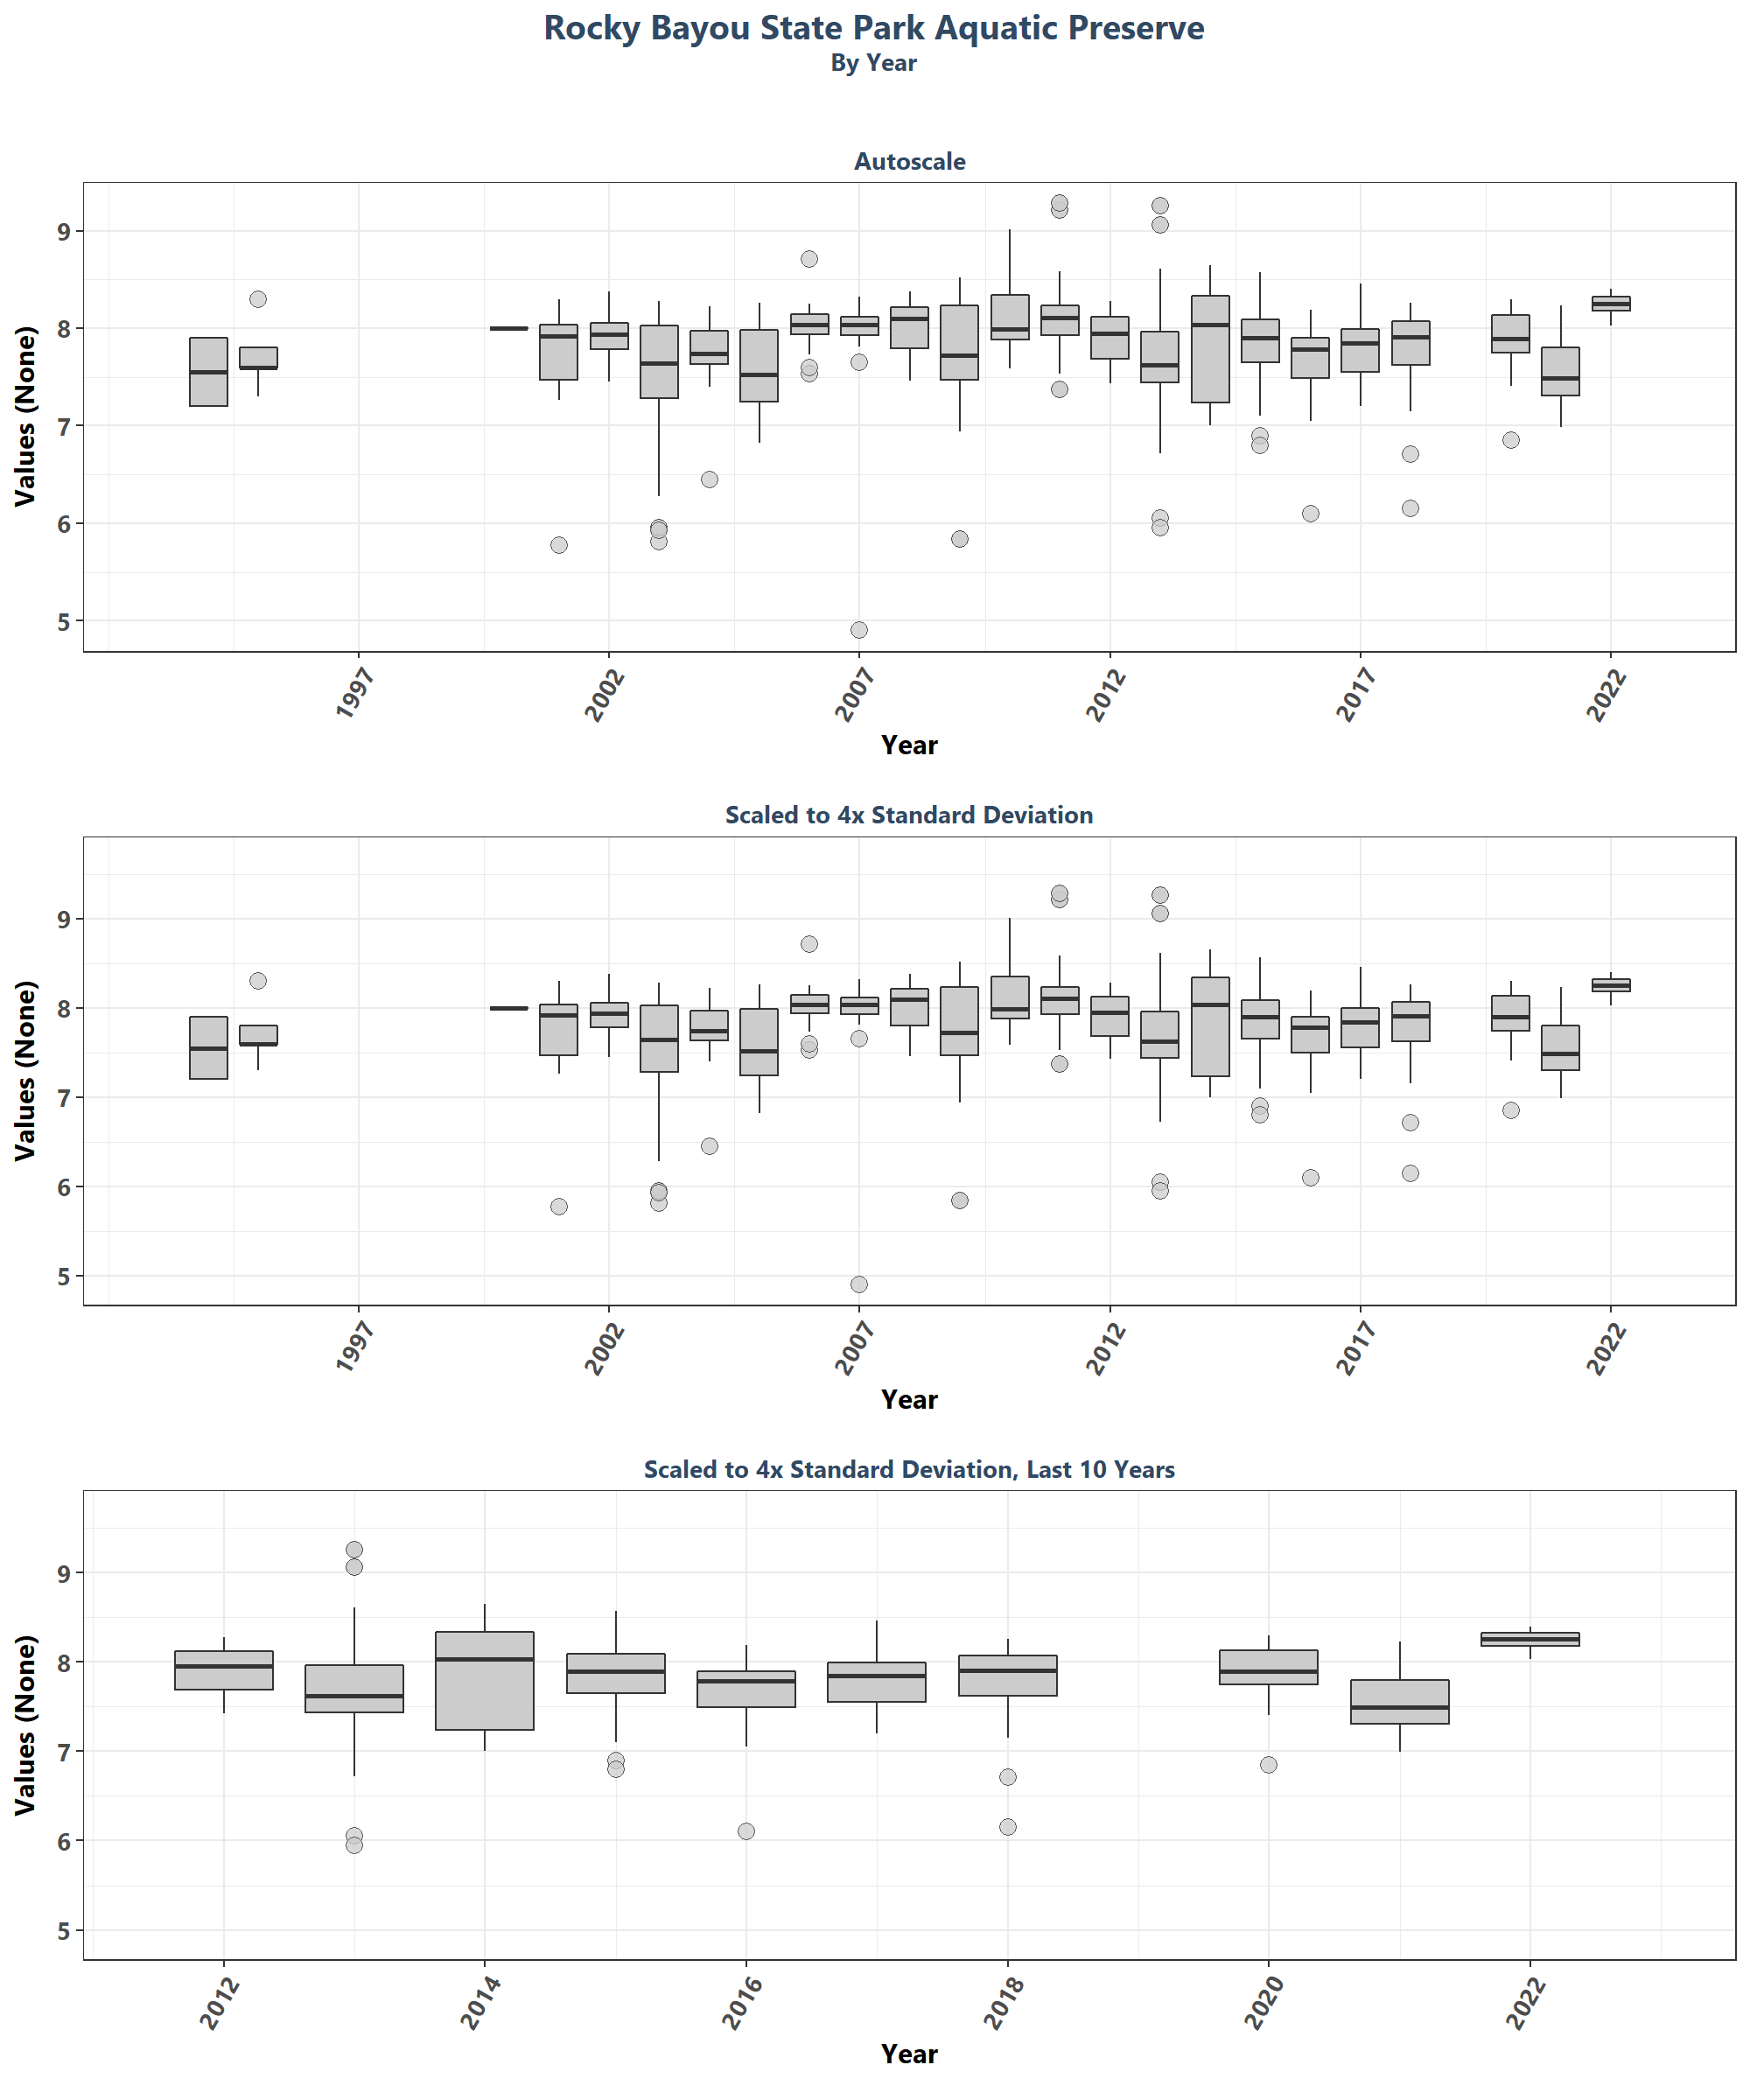 Rocky Bayou State Park Aquatic Preserve
By Year
Autoscale
Values (None)
9
8
7
6
5
1997 2002 2007 2012 2017 2022
Year
Scaled to 4x Standard Deviation
Values (None)
9
8
7
6
5
1997 2002 2007 2012 2017 2022
Year
Scaled to 4x Standard Deviation, Last 10 Years
Values (None)
9
8
7
6
5
2012 2014 2016 2018 2020 2022
Year